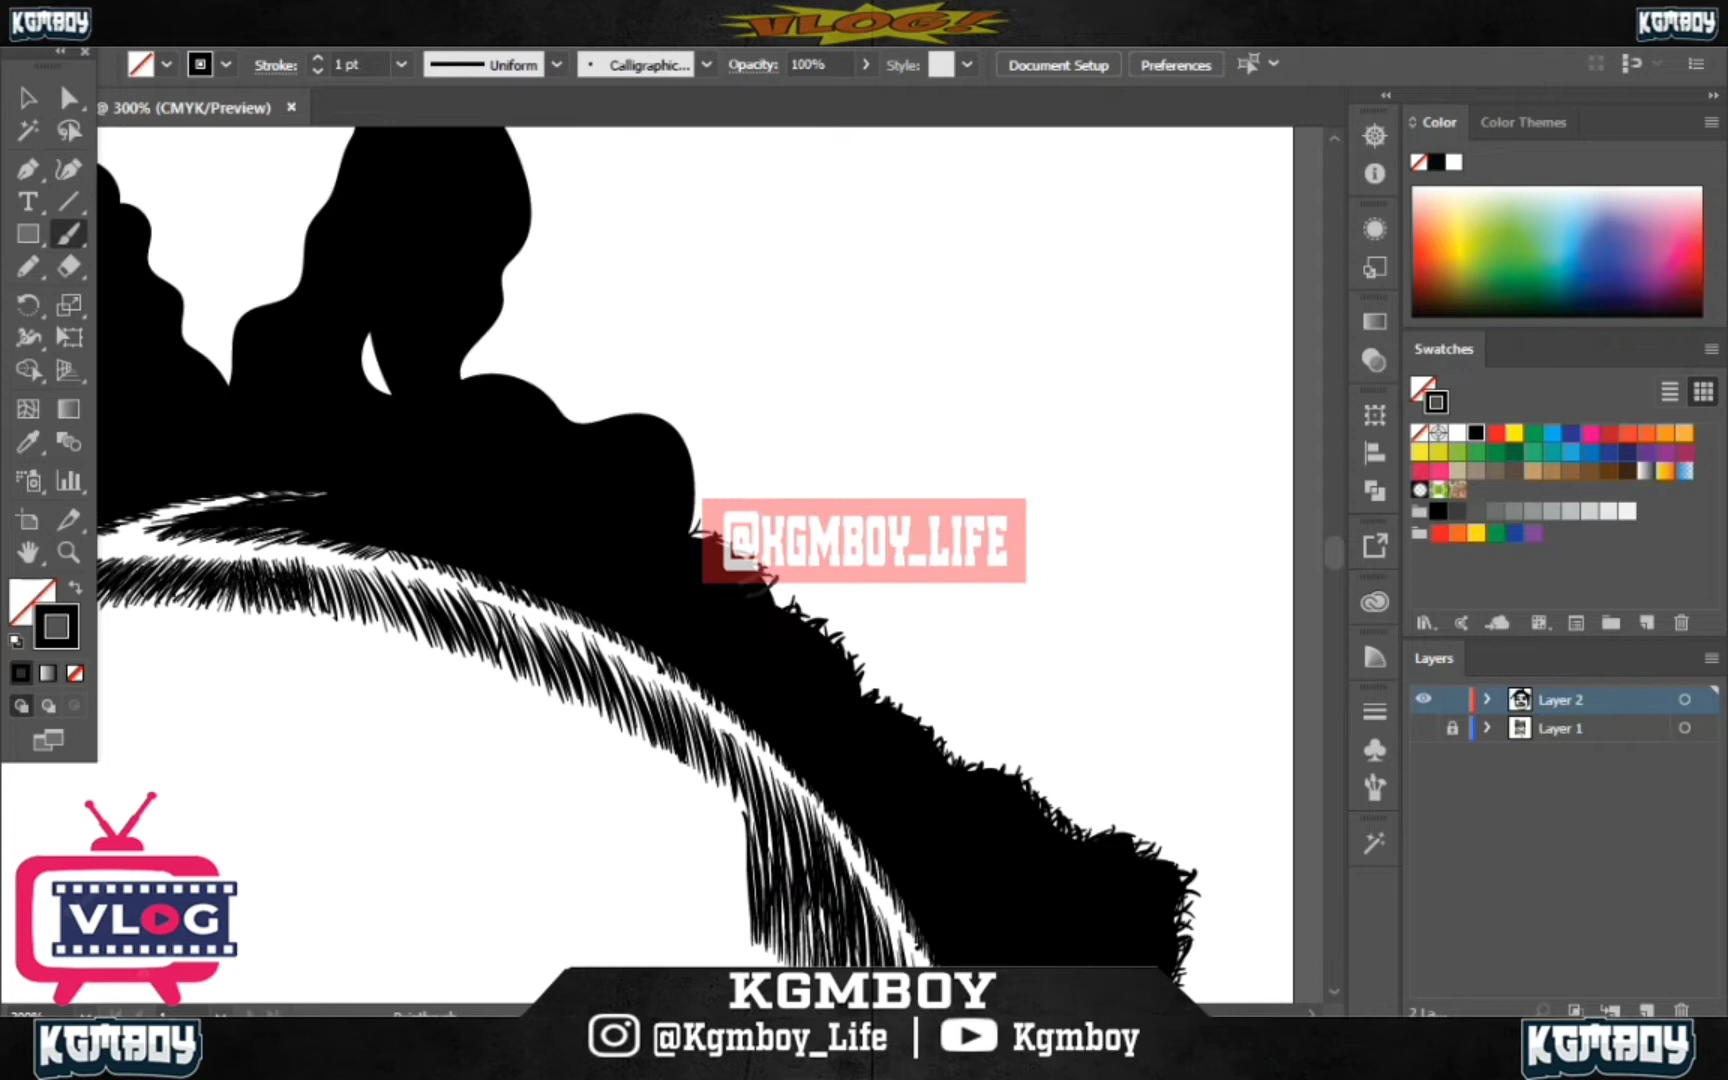 KGMBOY
VLOG!
KGMBOY
Stroke: 1 pt Uniform Calligraphic... Opacity: 100% Style: Document Setup Preferences
@ 300% (CMYK/Preview) ×
Color Color Themes
Swatches
@KGMBOY_LIFE
Layers
Layer 2
Layer 1
VLOG
KGMBOY
@Kgmboy_Life | Kgmboy
KGMBOY
KGMBOY